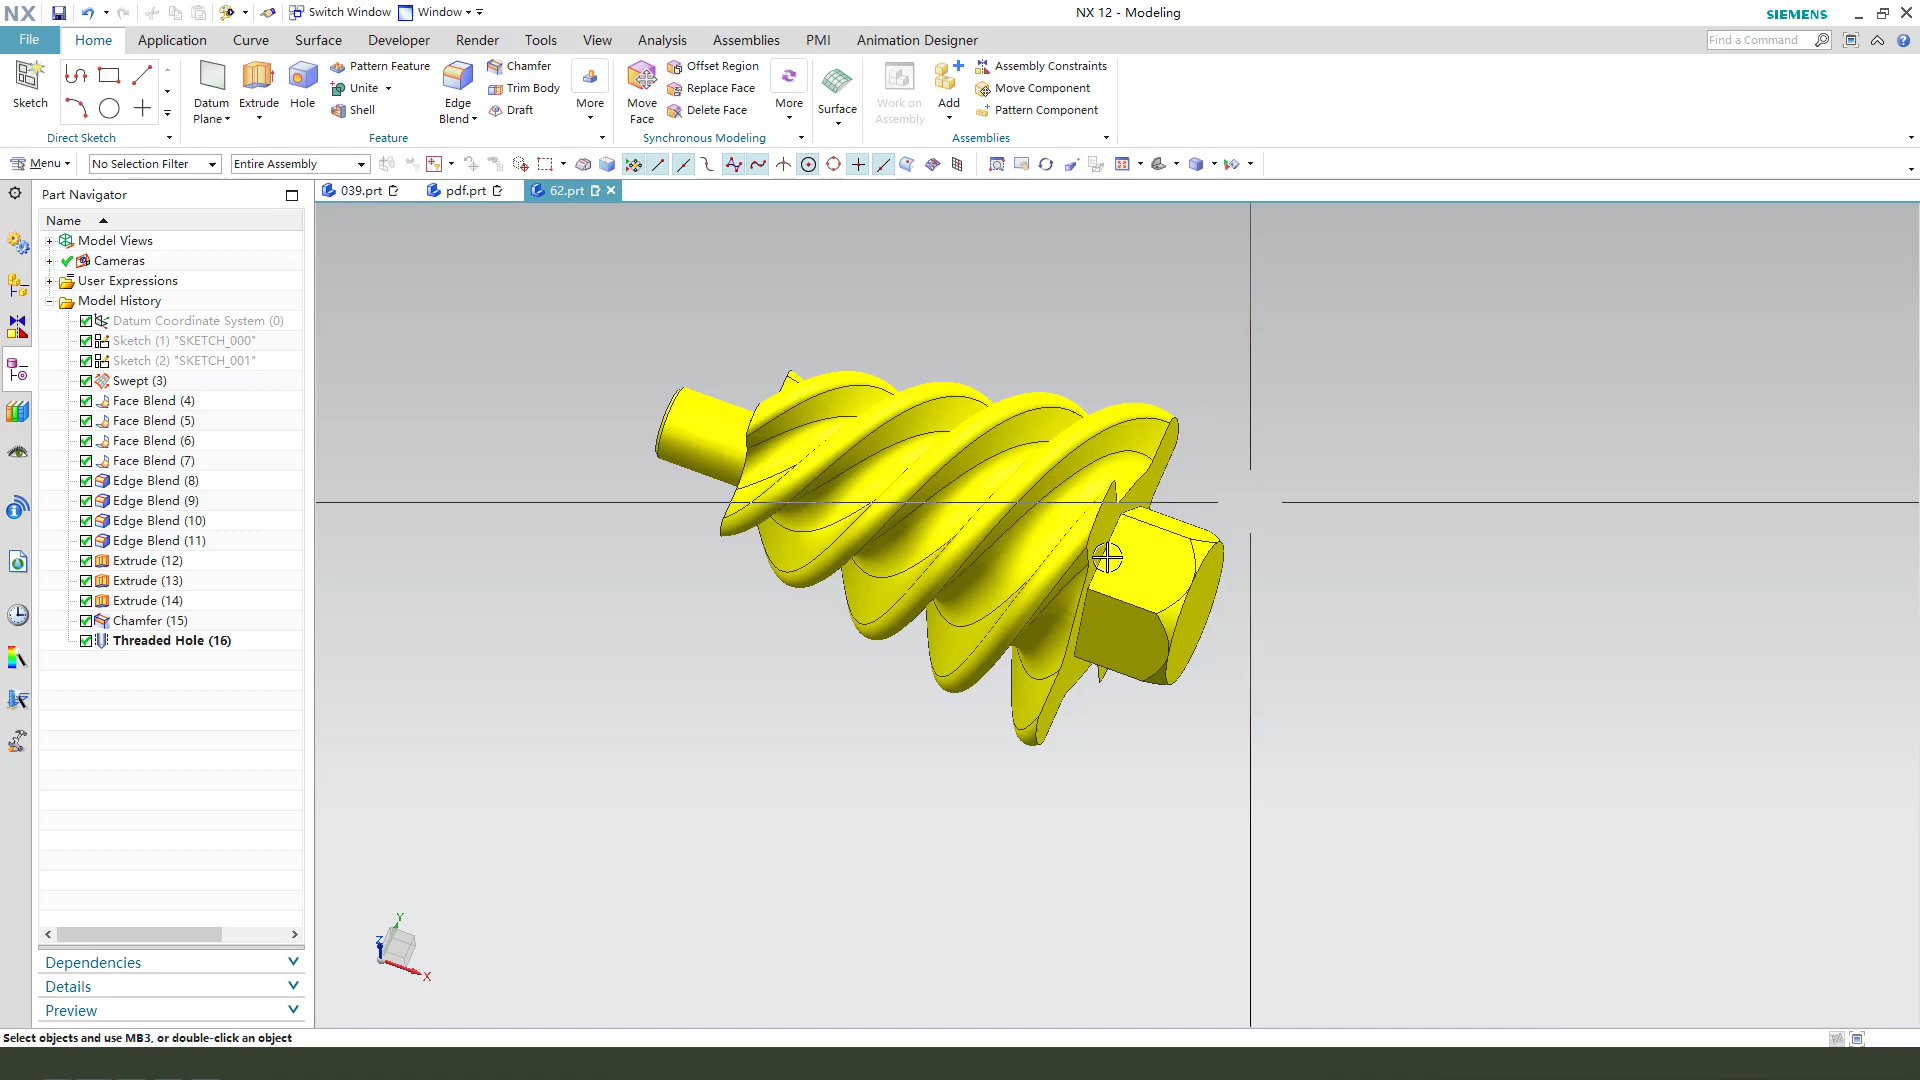 NX Switch Window Window NX 12 - Modeling SIEMENS
File Home Application Curve Surface Developer Render Tools View Analysis Assemblies PMI Animation Designer Find a Command
Sketch
Datum Plane
Extrude
Hole
Pattern Feature
Unite
Shell
Edge Blend
Chamfer
Trim Body
Draft
More
Move Face
Offset Region
Replace Face
Delete Face
More
Surface
Work on Assembly
Add
Assembly Constraints
Move Component
Pattern Component
Direct Sketch Feature Synchronous Modeling Assemblies
Menu No Selection Filter Entire Assembly
Part Navigator
039.prt pdf.prt 62.prt
Name
Model Views
Cameras
User Expressions
Model History
Datum Coordinate System (0)
Sketch (1) "SKETCH_000"
Sketch (2) "SKETCH_001"
Swept (3)
Face Blend (4)
Face Blend (5)
Face Blend (6)
Face Blend (7)
Edge Blend (8)
Edge Blend (9)
Edge Blend (10)
Edge Blend (11)
Extrude (12)
Extrude (13)
Extrude (14)
Chamfer (15)
Threaded Hole (16)
Y
Z
X
Dependencies
Details
Preview
Select objects and use MB3, or double-click an object